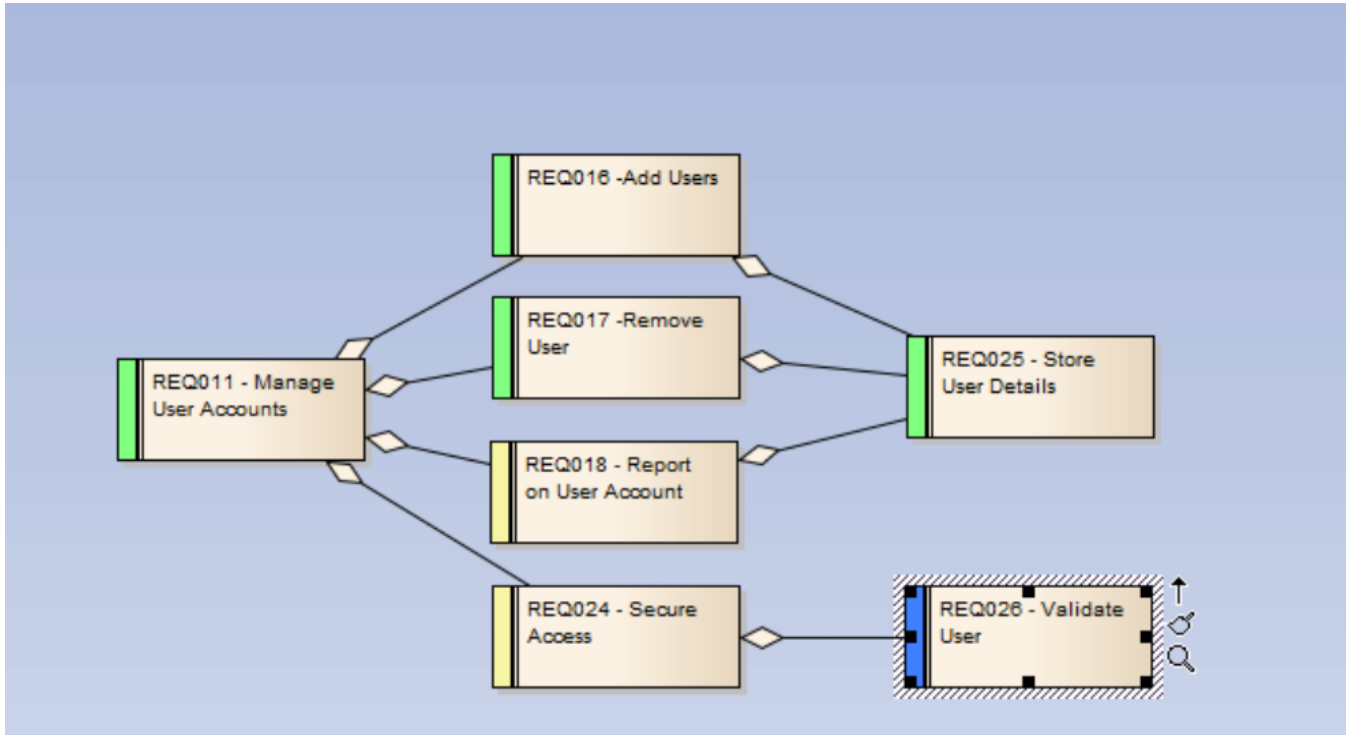 REQ016 -Add Users
REQ017 -Remove
User
REQ011 - Manage
User Accounts
REQ025 - Store
User Details
REQ018 - Report
on User Account
REQ024 - Secure
Access
REQ026 - Validate
User